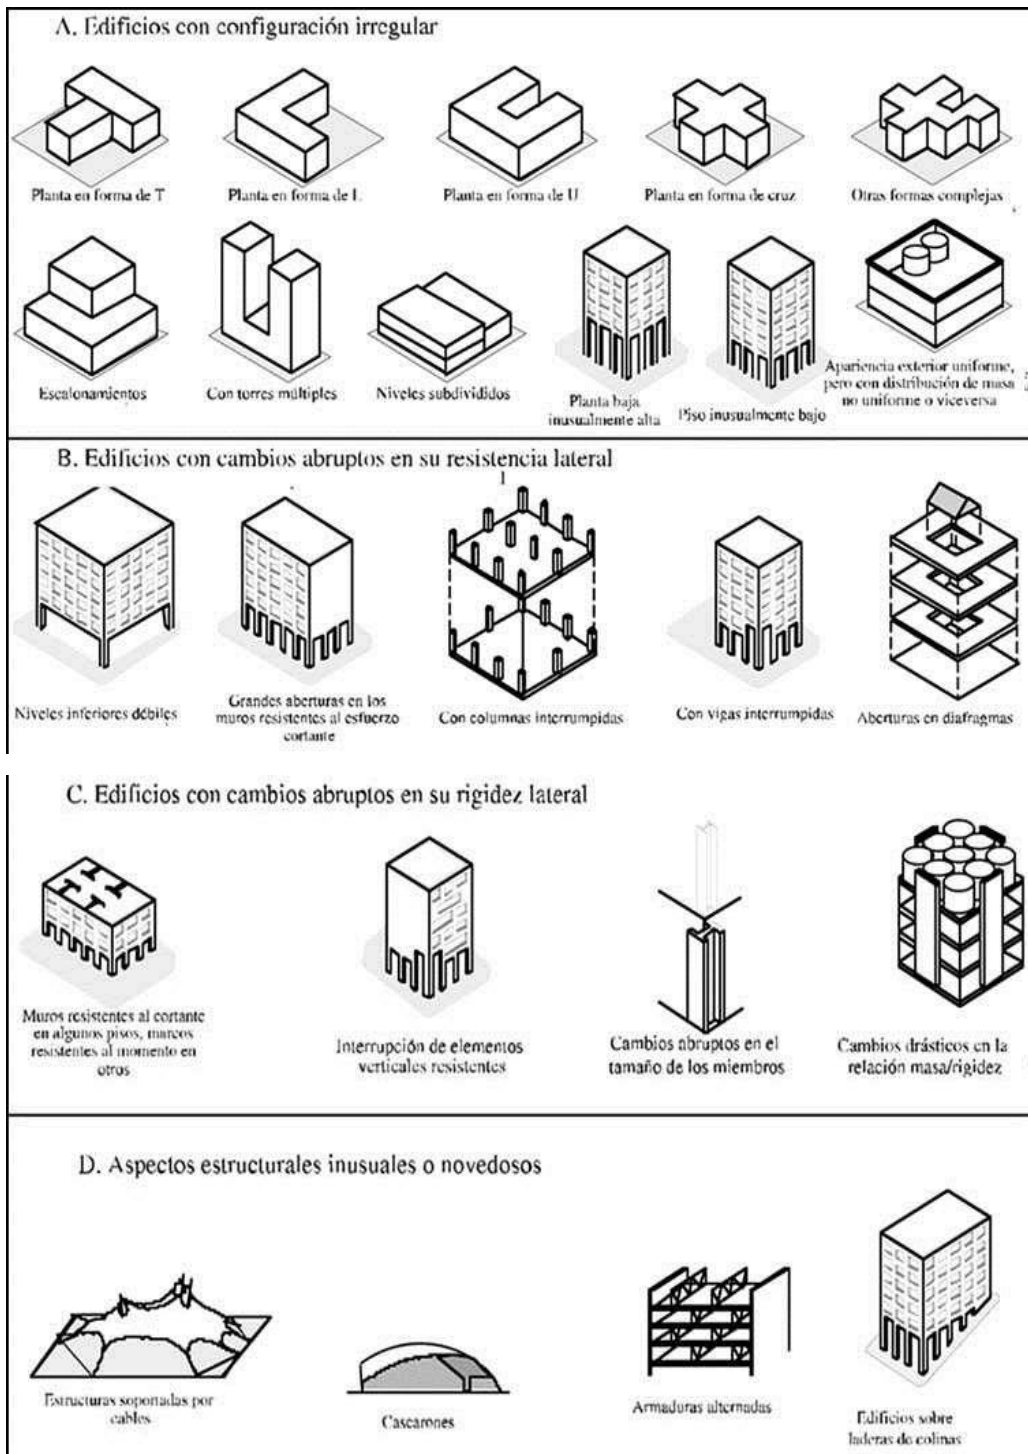 A. Edificios con configuración irregular
Planta en forma de T
Planta en forma de L
Planta en forma de U
Planta en forma de cruz
Otras formas complejas
Escalonamientos
Con torres múltiples
Niveles subdivididos
Planta baja
inusualmente alta
Piso inusualmente bajo
Apariencia exterior uniforme,
pero con distribución de masa
no uniforme o viceversa
B. Edificios con cambios abruptos en su resistencia lateral
Niveles inferiores débiles
Grandes aberturas en los
muros resistentes al esfuerzo
cortante
Con columnas interrumpidas
Con vigas interrumpidas
Aberturas en diafragmas
C. Edificios con cambios abruptos en su rigidez lateral
Muros resistentes al cortante
en algunos pisos, marcos
resistentes al momento en
otros
Interrupción de elementos
verticales resistentes
Cambios abruptos en el
tamaño de los miembros
Cambios drásticos en la
relación masa/rigidez
D. Aspectos estructurales inusuales o novedosos
Estructuras soportadas por
cables
Cascarones
Armaduras alternadas
Edificios sobre
laderas de colinas